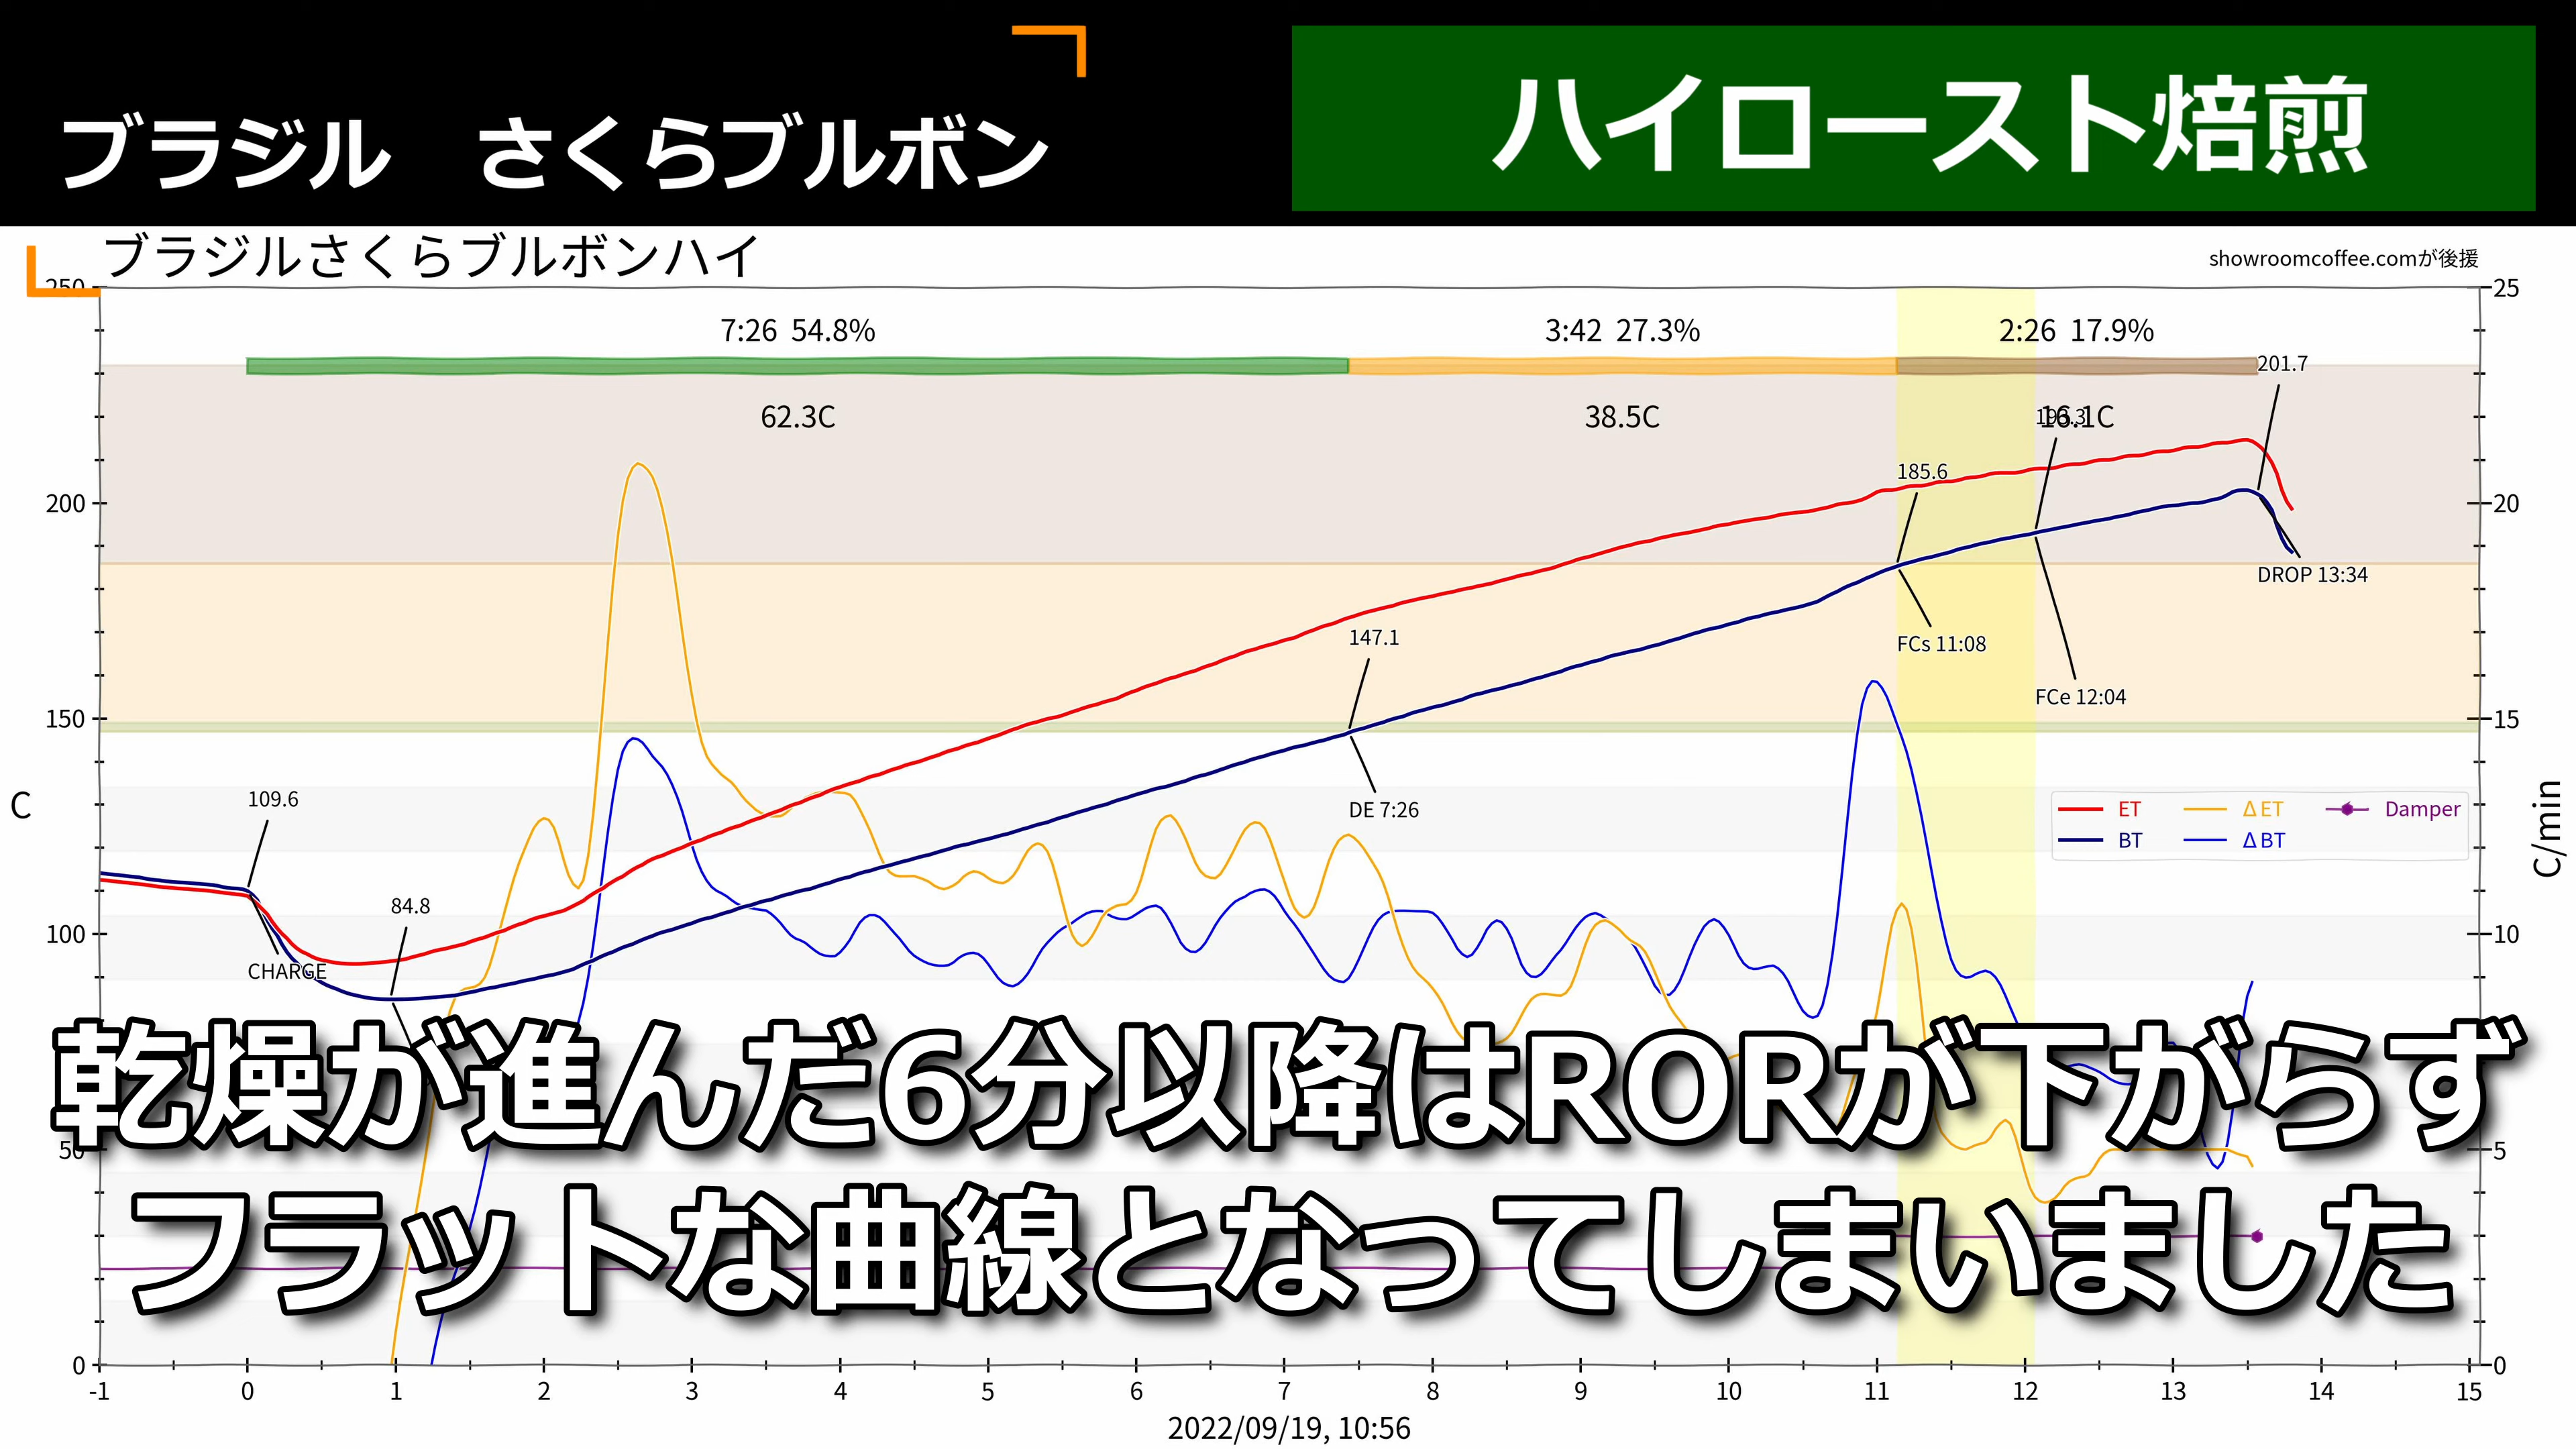 ブラジル　さくらブルボン
ハイロースト焙煎
ブラジルさくらブルボンハイ
showroomcoffee.comが後援
250
25
7:26 54.8%
3:42 27.3%
2:26 17.9%
201.7
62.3C
38.5C
16.1C
185.6
200
20
DROP 13:34
147.1
FCs 11:08
FCe 12:04
150
15
109.6
DE 7:26
C
C/min
ET
ΔET
Damper
BT
ΔBT
84.8
100
10
CHARGE
乾燥が進んだ6分以降はRORが下がらず
50
5
フラットな曲線となってしまいました
0
0
-1 0 1 2 3 4 5 6 7 8 9 10 11 12 13 14 15
2022/09/19, 10:56